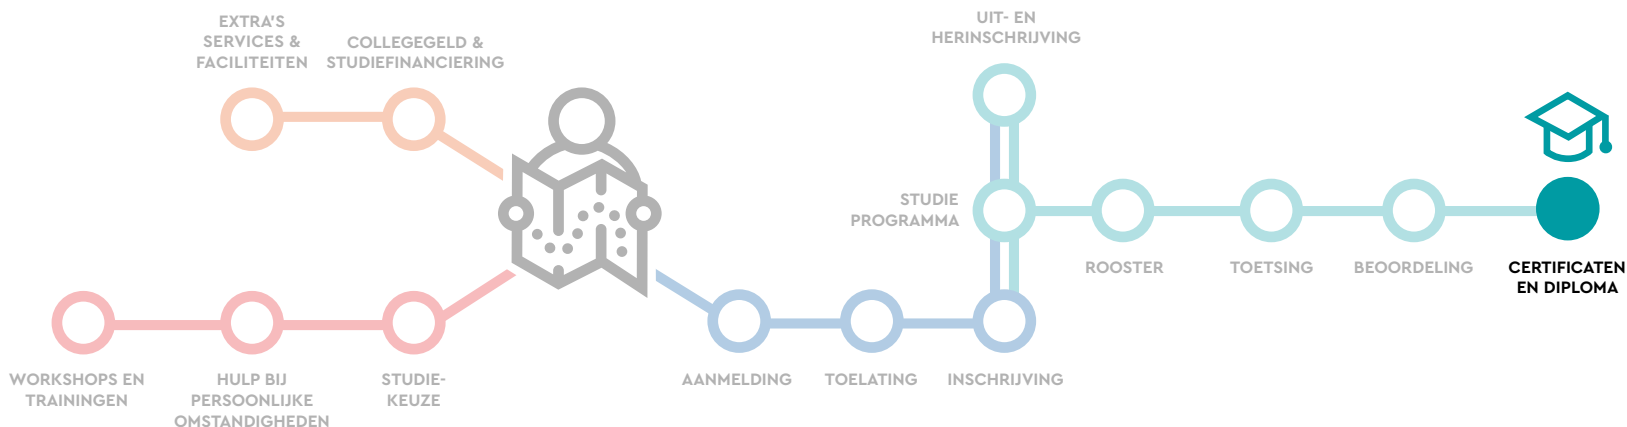 EXTRA'S
SERVICES &
FACILITEITEN
COLLEGEGELD &
STUDIEFINANCIERING
UIT- EN
HERINSCHRIJVING
STUDIE
PROGRAMMA
ROOSTER
TOETSING
BEOORDELING
CERTIFICATEN
EN DIPLOMA
WORKSHOPS EN
TRAININGEN
HULP BIJ
PERSOONLIJKE
OMSTANDIGHEDEN
STUDIE-
KEUZE
AANMELDING
TOELATING
INSCHRIJVING